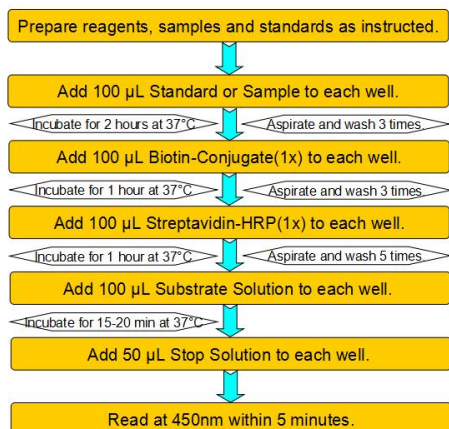 Prepare reagents, samples and standards as instructed.
Add 100 µL Standard or Sample to each well.
Incubate for 2 hours at 37°C
Aspirate and wash 3 times.
Add 100 µL Biotin-Conjugate(1x) to each well.
Incubate for 1 hour at 37°C
Aspirate and wash 3 times.
Add 100 µL Streptavidin-HRP(1x) to each well.
Incubate for 1 hour at 37°C
Aspirate and wash 5 times.
Add 100 µL Substrate Solution to each well.
Incubate for 15-20 min at 37°C
Add 50 µL Stop Solution to each well.
Read at 450nm within 5 minutes.